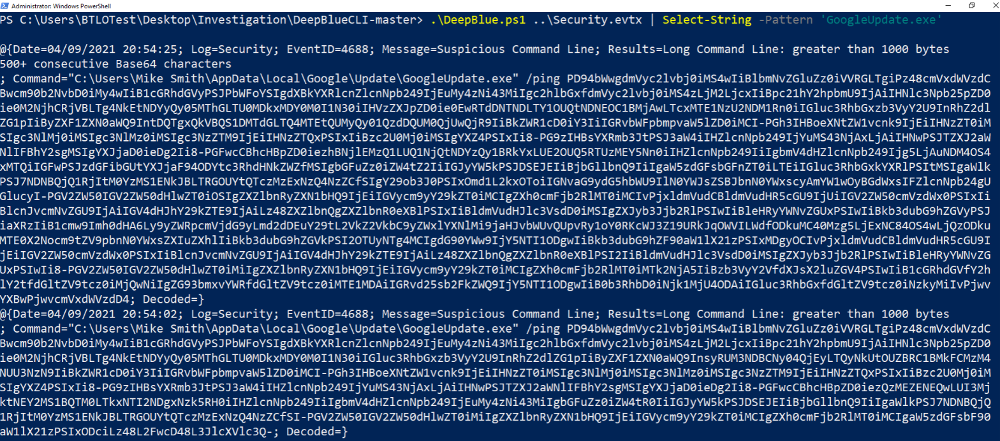 Administrator: Windows PowerShell
PS C:\Users\BTLOTest\Desktop\Investigation\DeepBlueCLI-master> .\DeepBlue.ps1 ..\Security.evtx | Select-String -Pattern 'GoogleUpdate.exe'
@{Date=04/09/2021 20:54:25; Log=Security; EventID=4688; Message=Suspicious Command Line; Results=Long Command Line: greater than 1000 bytes
500+ consecutive Base64 characters
; Command="C:\Users\Mike Smith\AppData\Local\Google\Update\GoogleUpdate.exe" /ping PD94bWwgdmVyc2lvbj0iMS4wIiBlbmNvZGluZz0iVVRGLTgiPz48cmVxdWVzdC
Bwcm90b2NvbD0iMy4wIiB1cGRhdGVyPSJPbWFoYSIgdXBkYXRlcnZlcnNpb249IjEuMy4zNi43MiIgc2hlbGxfdmVyc2lvbj0iMS4zLjM2LjcxIiBpc21hY2hpbmU9IjAiIHNlc3Npb25pZD0
ie0M2NjhCRjVBLTg4NkEtNDYyQy05MThGLTU0MDkxMDY0M0I1N30iIHVzZXJpZD0ie0EwRTdDNTNDLTY1OUQtNDNEOC1BMjAwLTcxMTE1NzU2NDM1Rn0iIGluc3RhbGxzb3VyY2U9InRhZ2dl
ZG1pIiByZXF1ZXN0aWQ9IntDQTgxQkVBQS1DMTdGLTQ4MTEtQUMyQy01QzdDQUM0QjUwQjR9IiBkZWR1cD0iY3IiIGRvbWFpbmpvaW5lZD0iMCI-PGh3IHBoeXNtZW1vcnk9IjEiIHNzZT0iM
SIgc3NlMj0iMSIgc3NlMz0iMSIgc3NzZTM9IjEiIHNzZTQxPSIxIiBzc2U0Mj0iMSIgYXZ4PSIxIi8-PG9zIHBsYXRmb3JtPSJ3aW4iIHZlcnNpb249IjYuMS43NjAxLjAiIHNwPSJTZXJ2aW
NlIFBhY2sgMSIgYXJjaD0ieDg2Ii8-PGFwcCBhcHBpZD0iezhBNjlEMzQ1LUQ1NjQtNDYzQy1BRkYxLUE2OUQ5RTUzMEY5Nn0iIHZlcnNpb249IiIgbmV4dHZlcnNpb249Ijg5LjAuNDM4OS4
xMTQiIGFwPSJzdGFibGUtYXJjaF94ODYtc3RhdHNkZWZfMSIgbGFuZz0iZW4tZ2IiIGJyYW5kPSJDSEJEIiBjbGllbnQ9IiIgaW5zdGFsbGFnZT0iLTEiIGluc3RhbGxkYXRlPSItMSIgaWlk
PSJ7NDNBQjQ1RjItM0YzMS1ENkJBLTRGOUYtQTczMzExNzQ4NzZCfSIgY29ob3J0PSIxOmd1L2kxOToiIGNvaG9ydG5hbWU9IlN0YWJsZSBJbnN0YWxscyAmYW1wOyBGdWxsIFZlcnNpb24gU
GlucyI-PGV2ZW50IGV2ZW50dHlwZT0iOSIgZXZlbnRyZXN1bHQ9IjEiIGVycm9yY29kZT0iMCIgZXh0cmFjb2RlMT0iMCIvPjxldmVudCBldmVudHR5cGU9IjUiIGV2ZW50cmVzdWx0PSIxIi
BlcnJvcmNvZGU9IjAiIGV4dHJhY29kZTE9IjAiLz48ZXZlbnQgZXZlbnR0eXBlPSIxIiBldmVudHJlc3VsdD0iMSIgZXJyb3Jjb2RlPSIwIiBleHRyYWNvZGUxPSIwIiBkb3dubG9hZGVyPSJ
iaXRzIiB1cmw9Imh0dHA6Ly9yZWRpcmVjdG9yLmd2dDEuY29tL2VkZ2VkbC9yZWxlYXNlMi9jaHJvbWUvQUpvRy1oY0RKcWJ3Z19URkJqOWVILWdfODkuMC40Mzg5LjExNC84OS4wLjQzODku
MTE0X2Nocm9tZV9pbnN0YWxsZXIuZXhlIiBkb3dubG9hZGVkPSI2OTUyNTg4MCIgdG90YWw9IjY5NTI1ODgwIiBkb3dubG9hZF90aW1lX21zPSIxMDgyOCIvPjxldmVudCBldmVudHR5cGU9I
jEiIGV2ZW50cmVzdWx0PSIxIiBlcnJvcmNvZGU9IjAiIGV4dHJhY29kZTE9IjAiLz48ZXZlbnQgZXZlbnR0eXBlPSI2IiBldmVudHJlc3VsdD0iMSIgZXJyb3Jjb2RlPSIwIiBleHRyYWNvZG
UxPSIwIi8-PGV2ZW50IGV2ZW50dHlwZT0iMiIgZXZlbnRyZXN1bHQ9IjEiIGVycm9yY29kZT0iMCIgZXh0cmFjb2RlMT0iMTk2NjA5IiBzb3VyY2VfdXJsX2luZGV4PSIwIiB1cGRhdGVfY2h
lY2tfdGltZV9tcz0iMjQwNiIgZG93bmxvYWRfdGltZV9tcz0iMTE1MDAiIGRvd25sb2FkZWQ9IjY5NTI1ODgwIiB0b3RhbD0iNjk1MjU4ODAiIGluc3RhbGxfdGltZV9tcz0iNzkyMiIvPjwv
YXBwPjwvcmVxdWVzdD4; Decoded=}
@{Date=04/09/2021 20:54:02; Log=Security; EventID=4688; Message=Suspicious Command Line; Results=Long Command Line: greater than 1000 bytes
; Command="C:\Users\Mike Smith\AppData\Local\Google\Update\GoogleUpdate.exe" /ping PD94bWwgdmVyc2lvbj0iMS4wIiBlbmNvZGluZz0iVVRGLTgiPz48cmVxdWVzdC
Bwcm90b2NvbD0iMy4wIiB1cGRhdGVyPSJPbWFoYSIgdXBkYXRlcnZlcnNpb249IjEuMy4zNi43MiIgc2hlbGxfdmVyc2lvbj0iMS4zLjM2LjcxIiBpc21hY2hpbmU9IjAiIHNlc3Npb25pZD0
ie0M2NjhCRjVBLTg4NkEtNDYyQy05MThGLTU0MDkxMDY0M0I1N30iIGluc3RhbGxzb3VyY2U9InRhZ2dlZG1pIiByZXF1ZXN0aWQ9InsyRUM3NDBCNy04QjEyLTQyNkUtOUZBRC1BMkFCMzM4
NUU3NzN9IiBkZWR1cD0iY3IiIGRvbWFpbmpvaW5lZD0iMCI-PGh3IHBoeXNtZW1vcnk9IjEiIHNzZT0iMSIgc3NlMj0iMSIgc3NlMz0iMSIgc3NzZTM9IjEiIHNzZTQxPSIxIiBzc2U0Mj0iM
SIgYXZ4PSIxIi8-PG9zIHBsYXRmb3JtPSJ3aW4iIHZlcnNpb249IjYuMS43NjAxLjAiIHNwPSJTZXJ2aWNlIFBhY2sgMSIgYXJjaD0ieDg2Ii8-PGFwcCBhcHBpZD0iezQzMEZENEQwLUI3Mj
ktNEY2MS1BQTM0LTkxNTI2NDgxNzk5RH0iIHZlcnNpb249IiIgbmV4dHZlcnNpb249IjEuMy4zNi43MiIgbGFuZz0iZW4tR0IiIGJyYW5kPSJDSEJEIiBjbGllbnQ9IiIgaWlkPSJ7NDNBQjQ
1RjItM0YzMS1ENkJBLTRGOUYtQTczMzExNzQ4NzZCfSI-PGV2ZW50IGV2ZW50dHlwZT0iMiIgZXZlbnRyZXN1bHQ9IjEiIGVycm9yY29kZT0iMCIgZXh0cmFjb2RlMT0iMCIgaW5zdGFsbF90
aW1lX21zPSIxODciLz48L2FwcD48L3JlcXVlc3Q-; Decoded=}